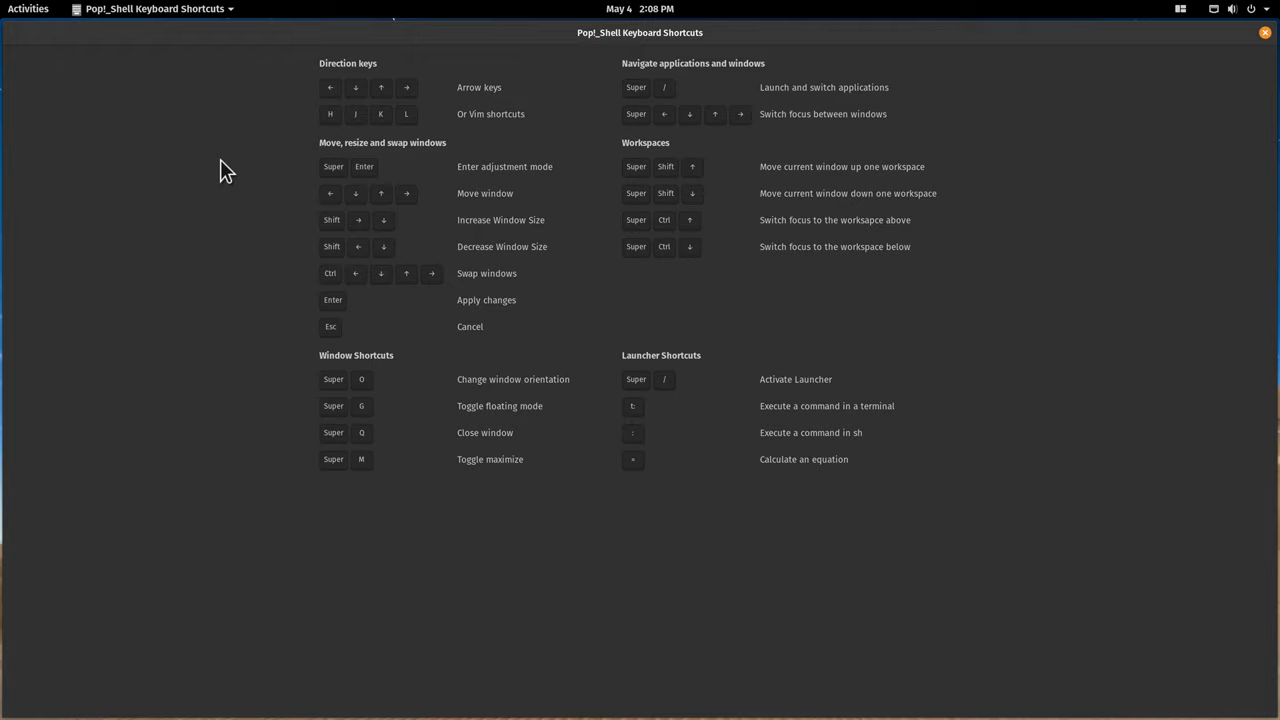 Activities Pop!_Shell Keyboard Shortcuts May 4 2:08 PM
Pop!_Shell Keyboard Shortcuts
Direction keys
← ↓ ↑ → Arrow keys
H J K L Or Vim shortcuts
Move, resize and swap windows
Super Enter Enter adjustment mode
← ↓ ↑ → Move window
Shift → ↓ Increase Window Size
Shift ← ↓ Decrease Window Size
Ctrl ← ↓ ↑ → Swap windows
Enter Apply changes
Esc Cancel
Window Shortcuts
Super O Change window orientation
Super G Toggle floating mode
Super Q Close window
Super M Toggle maximize
Navigate applications and windows
Super / Launch and switch applications
Super ← ↓ ↑ → Switch focus between windows
Workspaces
Super Shift ↑ Move current window up one workspace
Super Shift ↓ Move current window down one workspace
Super Ctrl ↑ Switch focus to the worksapce above
Super Ctrl ↓ Switch focus to the workspace below
Launcher Shortcuts
Super / Activate Launcher
t: Execute a command in a terminal
: Execute a command in sh
= Calculate an equation